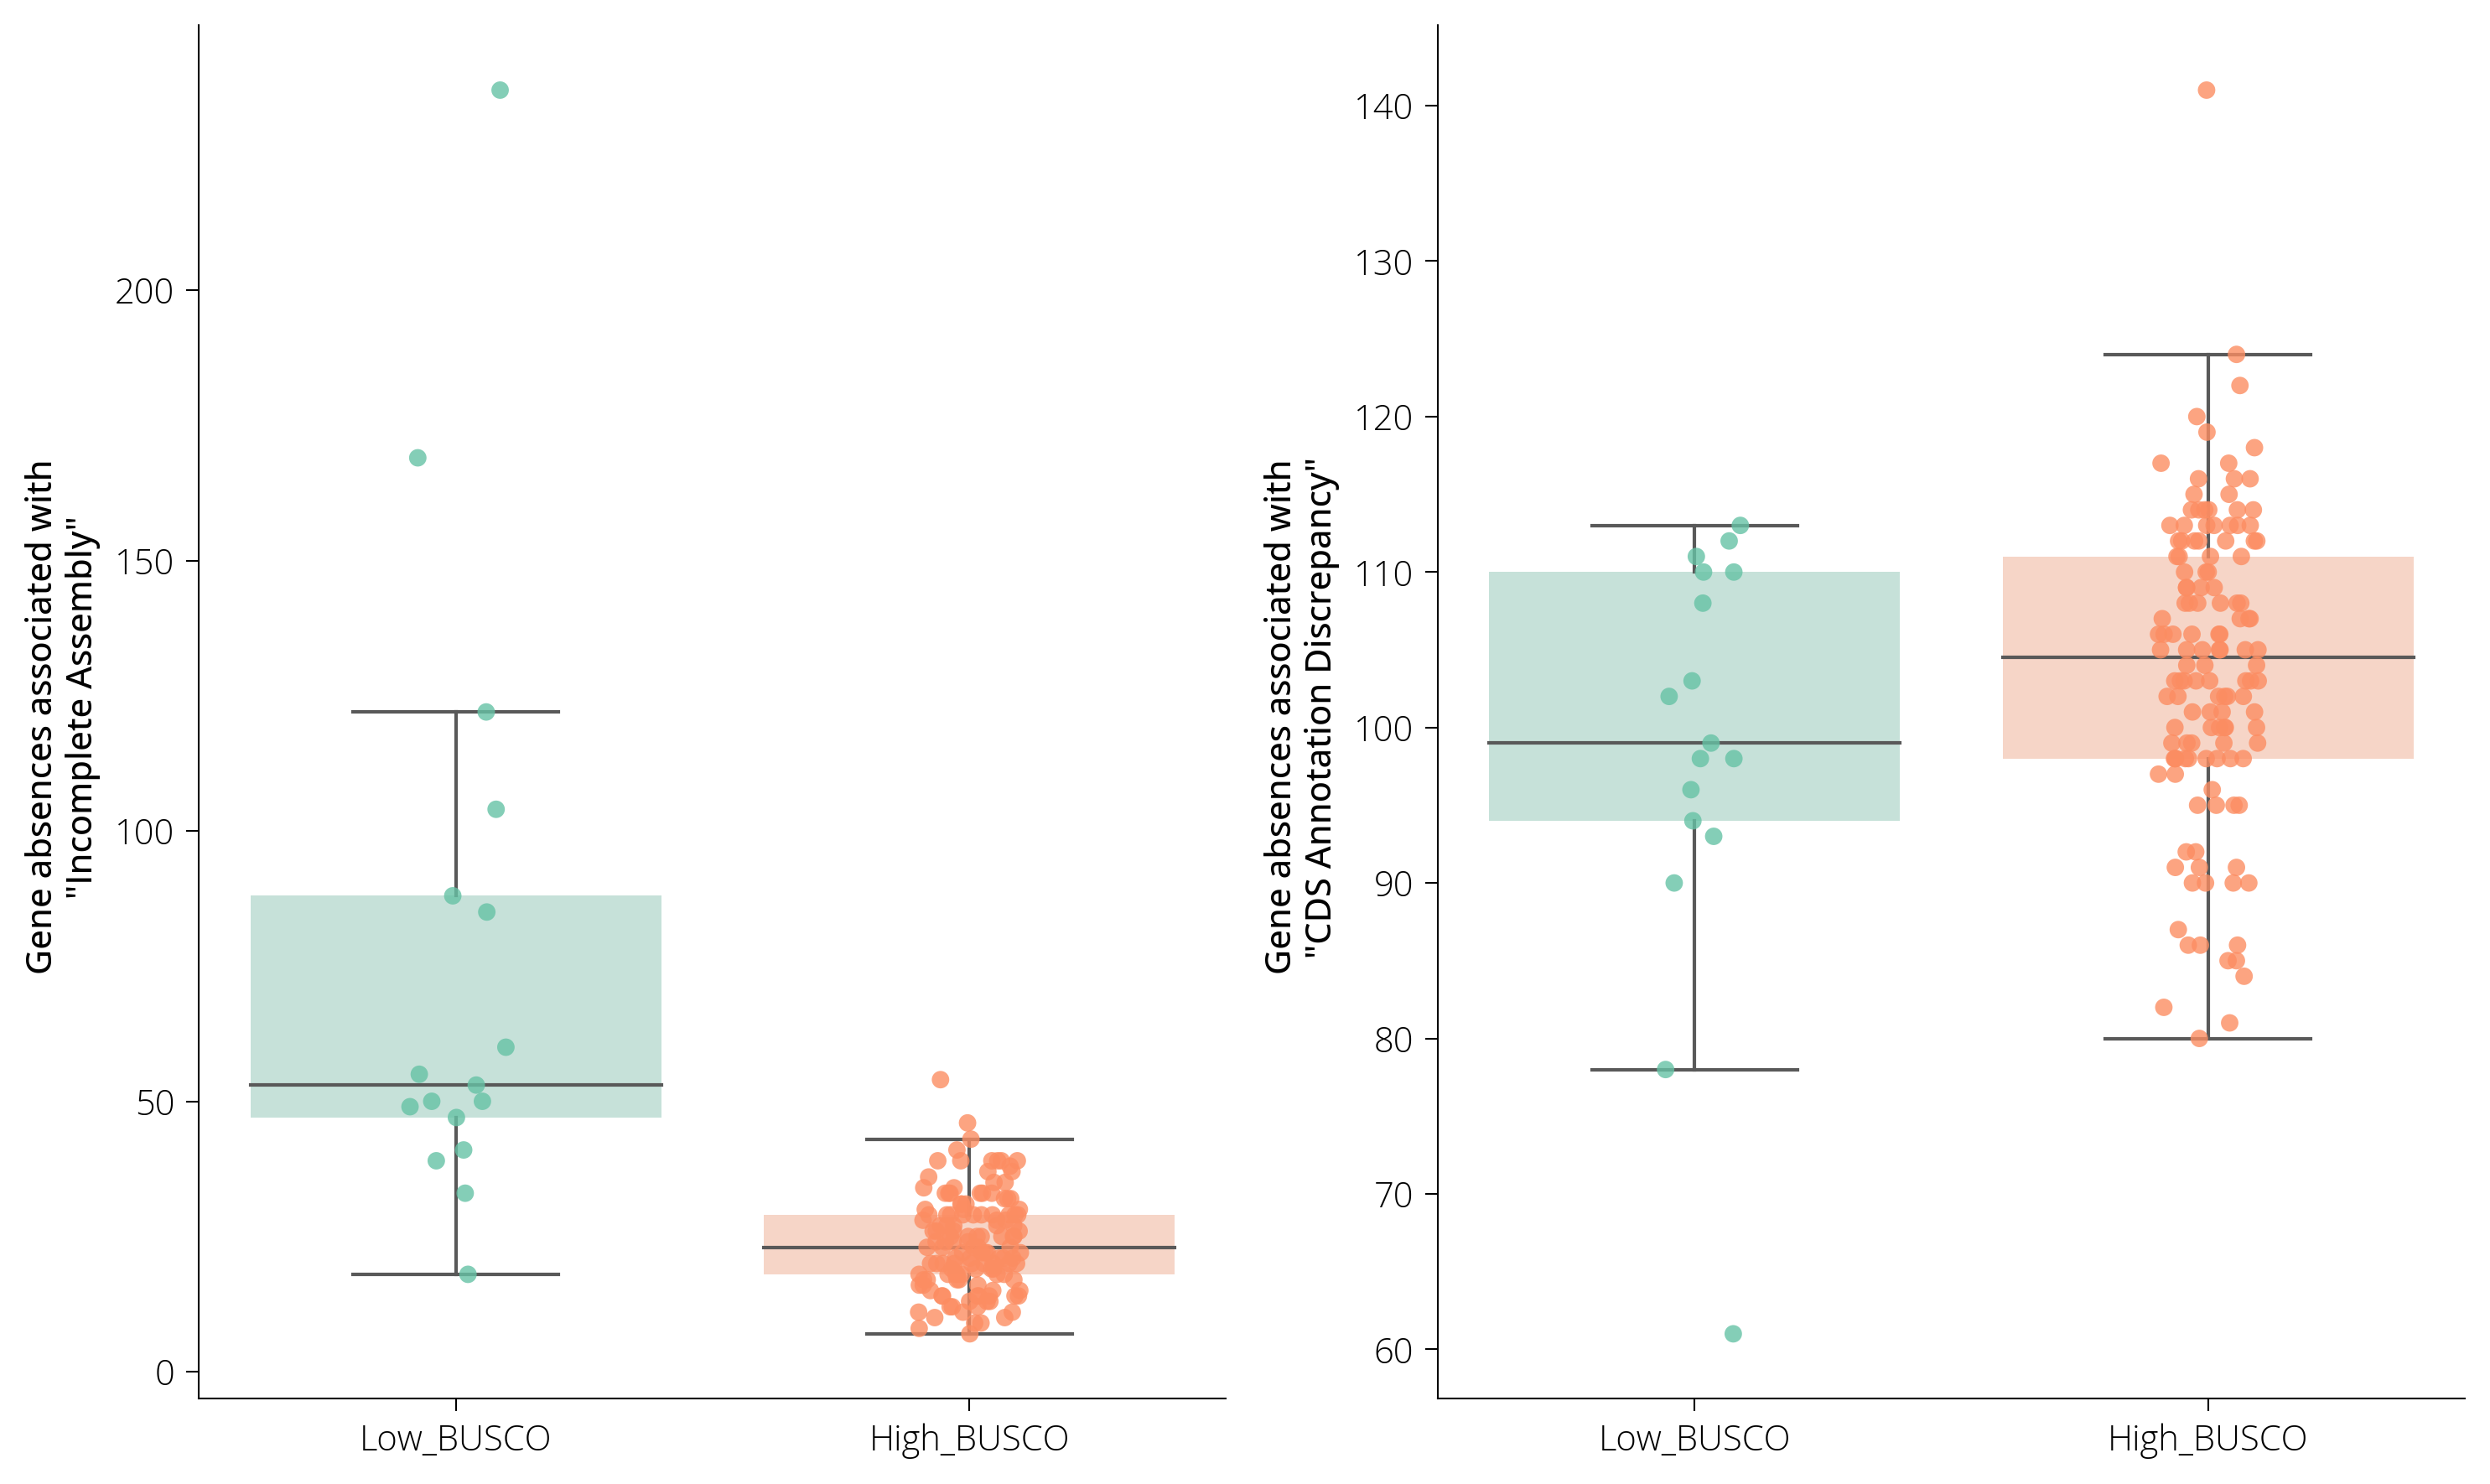 Gene absences associated with
"Incomplete Assembly"
200
150
100
50
0
Low_BUSCO
High_BUSCO
Gene absences associated with
"CDS Annotation Discrepancy"
140
130
120
110
100
90
80
70
60
Low_BUSCO
High_BUSCO